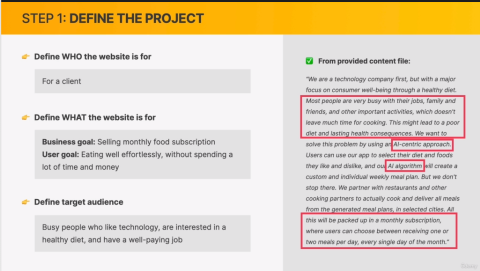 STEP 1: DEFINE THE PROJECT
👉 Define WHO the website is for
For a client
👉 Define WHAT the website is for
Business goal: Selling monthly food subscription
User goal: Eating well effortlessly, without spending a
lot of time and money
👉 Define target audience
Busy people who like technology, are interested in a
healthy diet, and have a well-paying job
✅ From provided content file:
"We are a technology company first, but with a major
focus on consumer well-being through a healthy diet.
Most people are very busy with their jobs, family and
friends, and other important activities, which doesn't
leave much time for cooking. This might lead to a poor
diet and lasting health consequences. We want to
solve this problem by using an AI-centric approach.
Users can use our app to select their diet and foods
they like and dislike, and our AI algorithm will create a
custom and individual weekly meal plan. But we don't
stop there. We partner with restaurants and other
cooking partners to actually cook and deliver all meals
from the generated meal plans, in selected cities. All
this will be packed up in a monthly subscription,
where users can choose between receiving one or
two meals per day, every single day of the month."